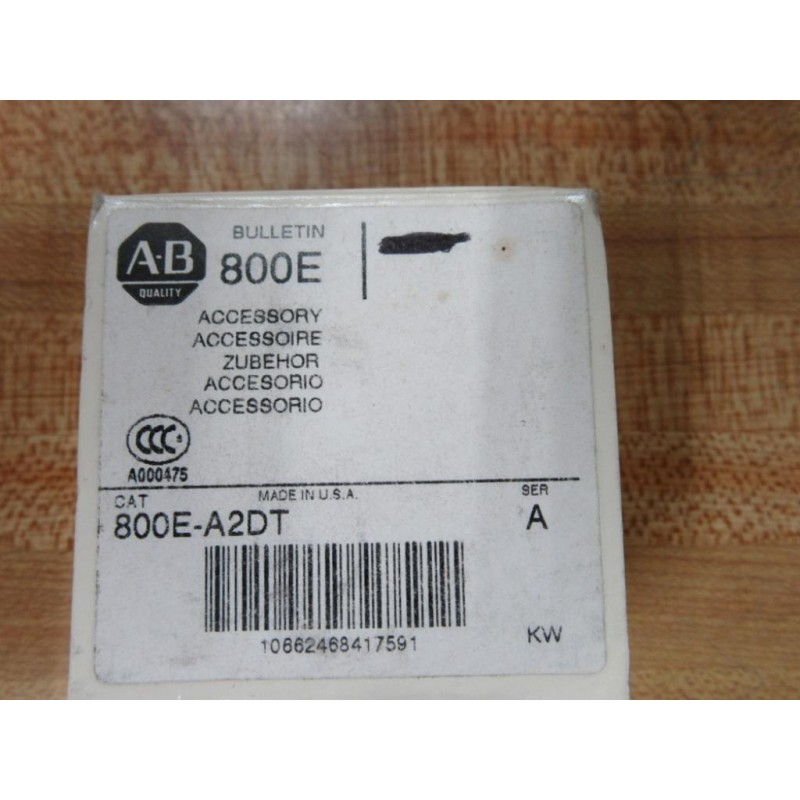 A-B
QUALITY
BULLETIN
800E
ACCESSORY
ACCESSOIRE
ZUBEHOR
ACCESORIO
ACCESSORIO
CCC
A000475
CAT MADE IN U.S.A. SER
800E-A2DT A
10662468417591
KW